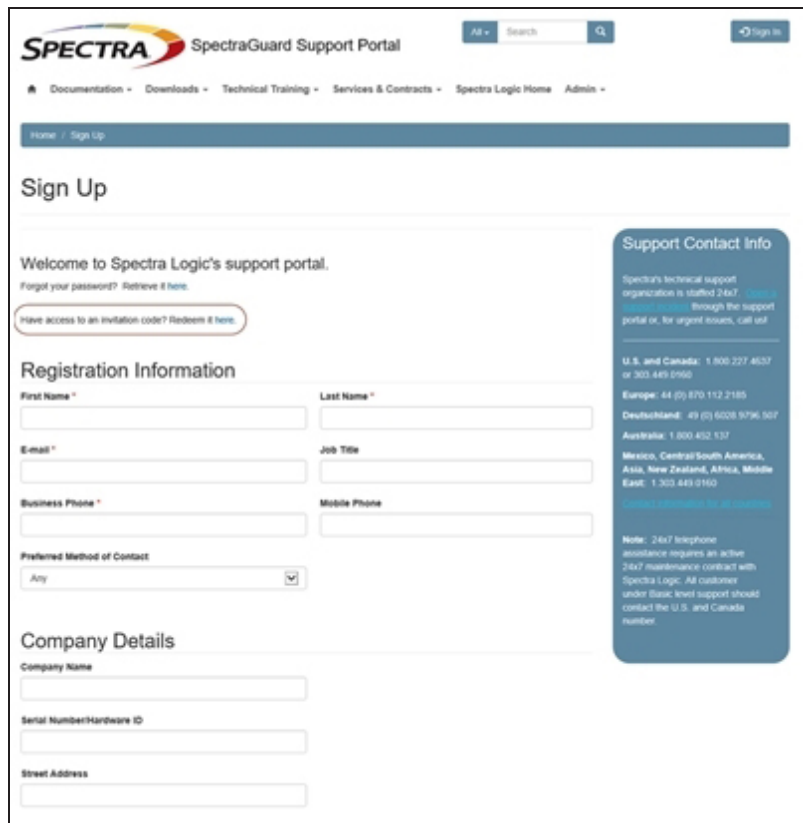 SPECTRA
SpectraGuard Support Portal
All
Search
Sign In
Documentation
Downloads
Technical Training
Services & Contracts
Spectra Logic Home
Admin
Home / Sign Up
Sign Up
Welcome to Spectra Logic's support portal.
Forgot your password? Retrieve it here.
Have access to an invitation code? Redeem it here.
Registration Information
First Name *
Last Name *
E-mail *
Job Title
Business Phone *
Mobile Phone
Preferred Method of Contact
Any
Company Details
Company Name
Serial Number/Hardware ID
Street Address
Support Contact Info
Spectra's technical support
organization is staffed 24x7. Open a
support incident through the support
portal or, for urgent issues, call us!
U.S. and Canada: 1.800.227.4637
or 303.449.0160
Europe: 44 (0) 870.112.2185
Deutschland: 49 (0) 6028.9796.507
Australia: 1.800.452.137
Mexico, Central/South America,
Asia, New Zealand, Africa, Middle
East: 1.303.449.0160
Contact information for all countries
Note: 24x7 telephone
assistance requires an active
24x7 maintenance contract with
Spectra Logic. All customer
under Basic level support should
contact the U.S. and Canada
number.